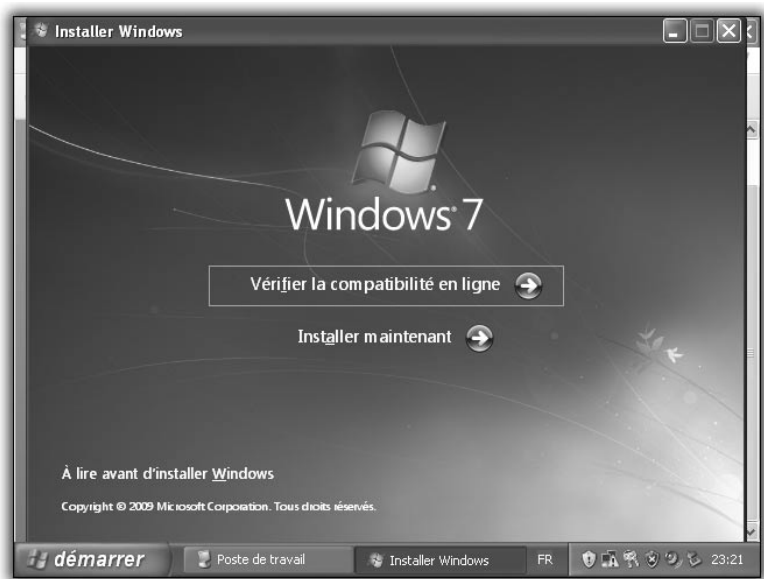 Installer Windows
Windows® 7
Vérifier la compatibilité en ligne
Installer maintenant
À lire avant d'installer Windows
Copyright © 2009 Microsoft Corporation. Tous droits réservés.
démarrer Poste de travail Installer Windows FR 23:21